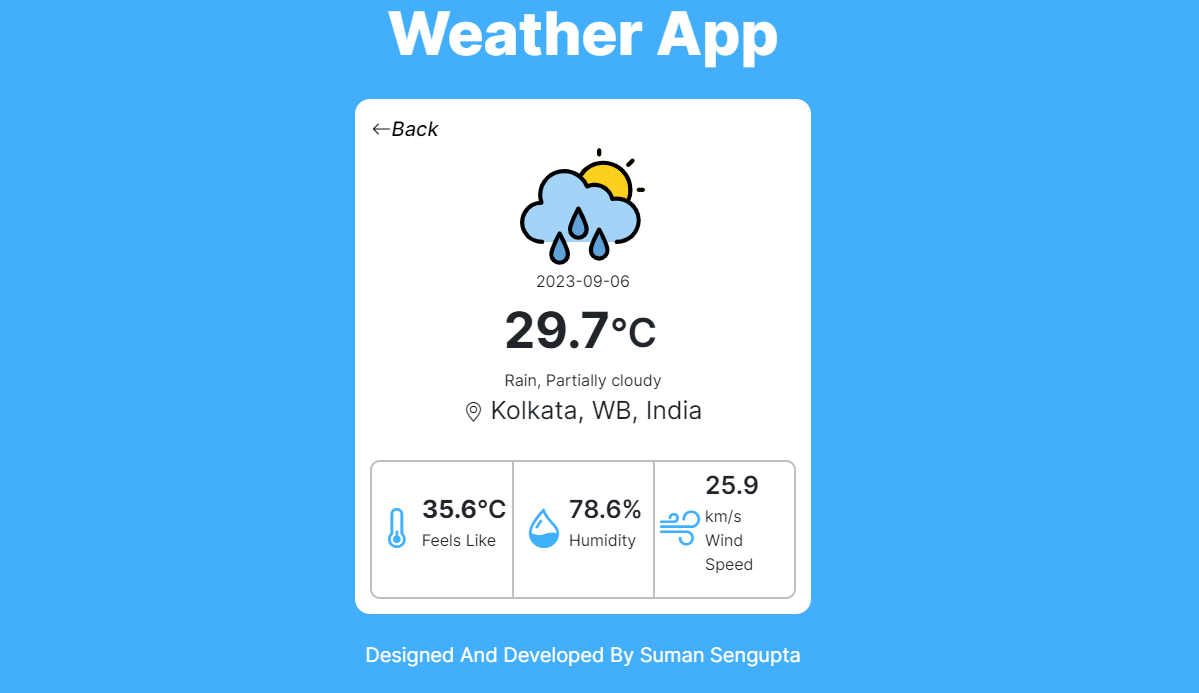 Weather App
←Back
2023-09-06
29.7°C
Rain, Partially cloudy
Kolkata, WB, India
35.6°C
Feels Like
78.6%
Humidity
25.9
km/s
Wind
Speed
Designed And Developed By Suman Sengupta